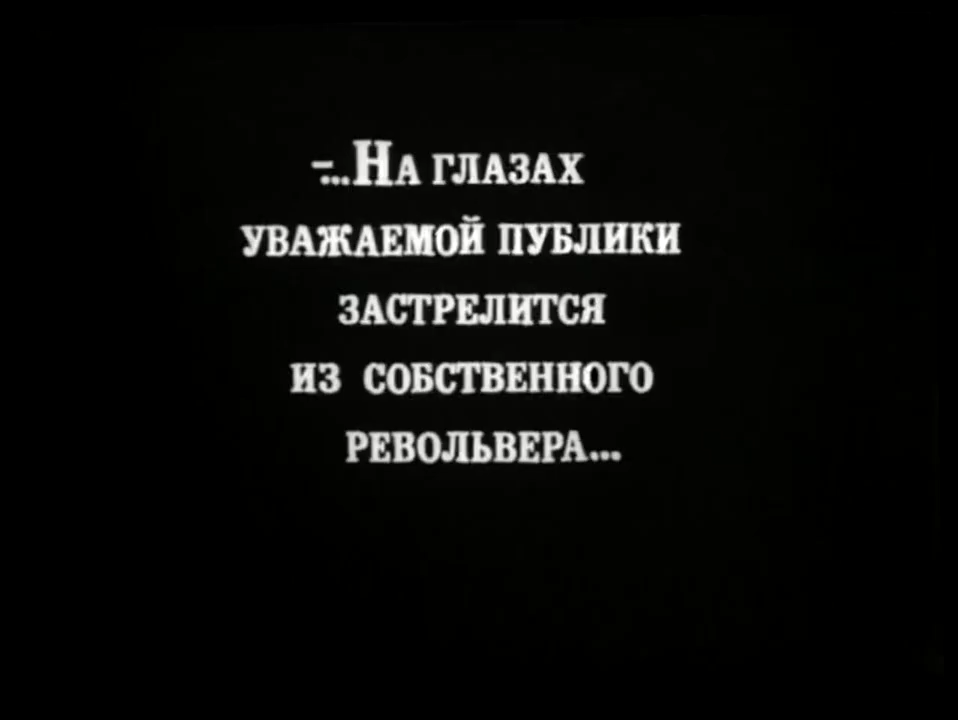 –...На глазах
уважаемой публики
застрелится
из собственного
револьвера...